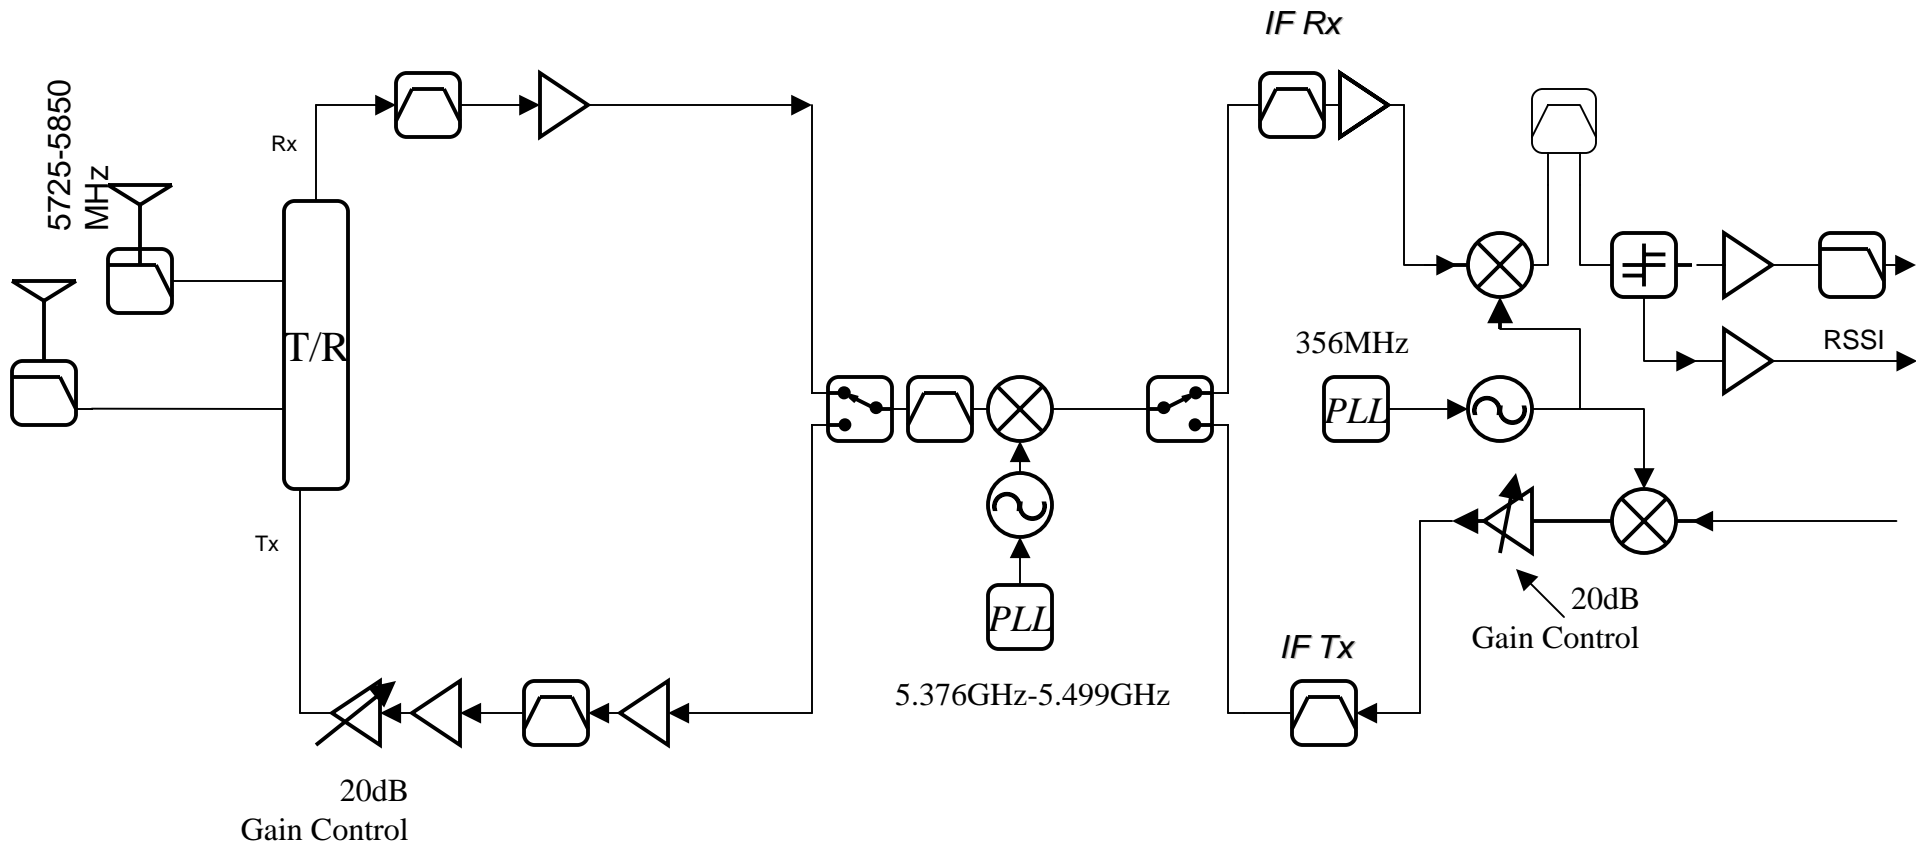 IF Rx
5725-5850
MHz
Rx
T/R
356MHz
RSSI
PLL
Tx
PLL
20dB
Gain Control
IF Tx
5.376GHz-5.499GHz
20dB
Gain Control